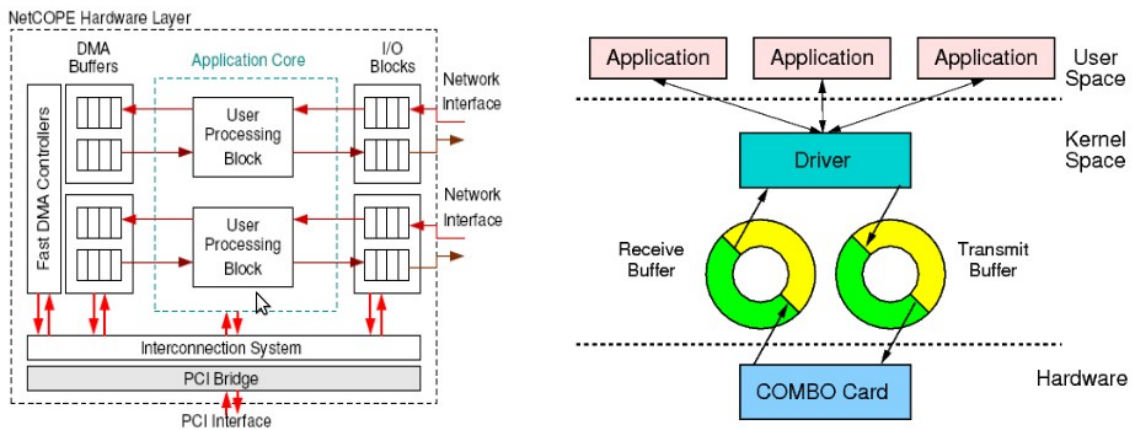 NetCOPE Hardware Layer
DMA
Buffers
Application Core
I/O
Blocks
Network
Interface
User
Processing
Block
Fast DMA Controllers
Network
Interface
User
Processing
Block
Interconnection System
PCI Bridge
PCI Interface
Application
Application
Application
User
Space
Driver
Kernel
Space
Receive
Buffer
Transmit
Buffer
COMBO Card
Hardware